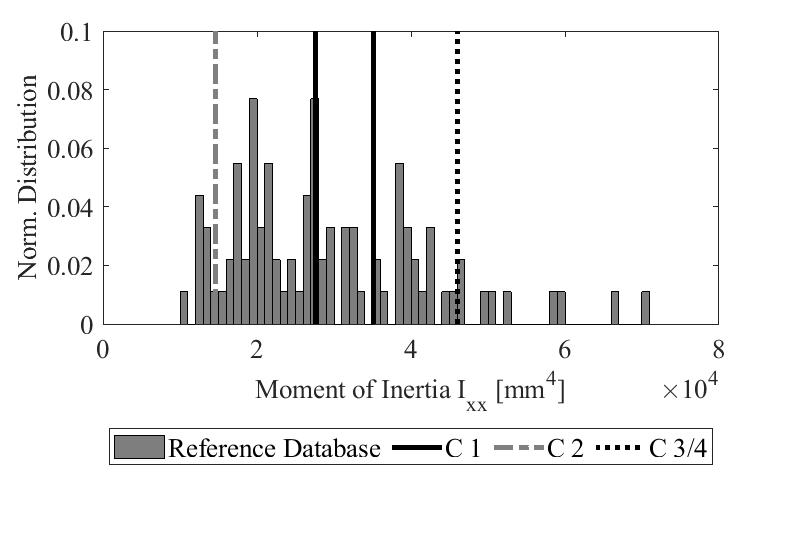 0.1
0.08
0.06
0.04
0.02
0
Norm. Distribution
0 2 4 6 8
Moment of Inertia I_xx [mm^4] ×10^4
Reference Database C 1 C 2 C 3/4